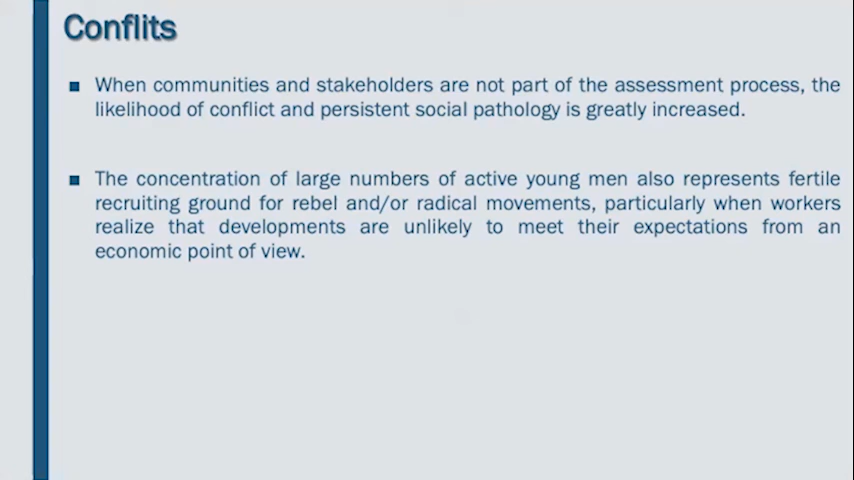 Conflits
When communities and stakeholders are not part of the assessment process, the
likelihood of conflict and persistent social pathology is greatly increased.
The concentration of large numbers of active young men also represents fertile
recruiting ground for rebel and/or radical movements, particularly when workers
realize that developments are unlikely to meet their expectations from an
economic point of view.